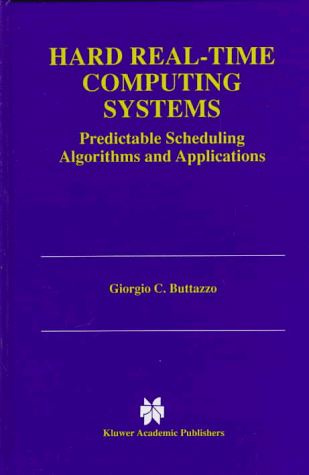 HARD REAL-TIME
COMPUTING
SYSTEMS
Predictable Scheduling
Algorithms and Applications
Giorgio C. Buttazzo
Kluwer Academic Publishers